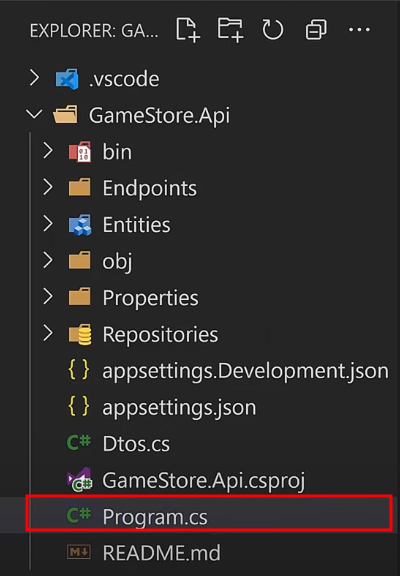 EXPLORER: GA...
.vscode
GameStore.Api
bin
Endpoints
Entities
obj
Properties
Repositories
{} appsettings.Development.json
{} appsettings.json
C# Dtos.cs
GameStore.Api.csproj
C# Program.cs
M↓ README.md